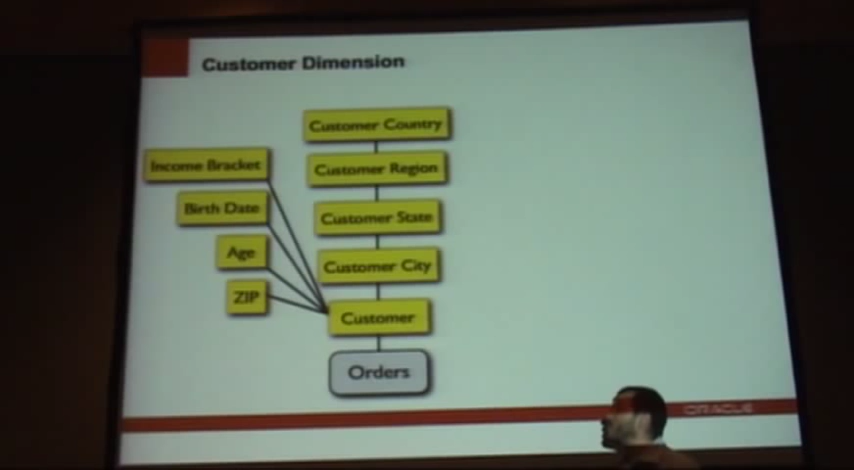 Customer Dimension
Customer Country
Income Bracket
Customer Region
Birth Date
Customer State
Age
Customer City
ZIP
Customer
Orders
ORACLE